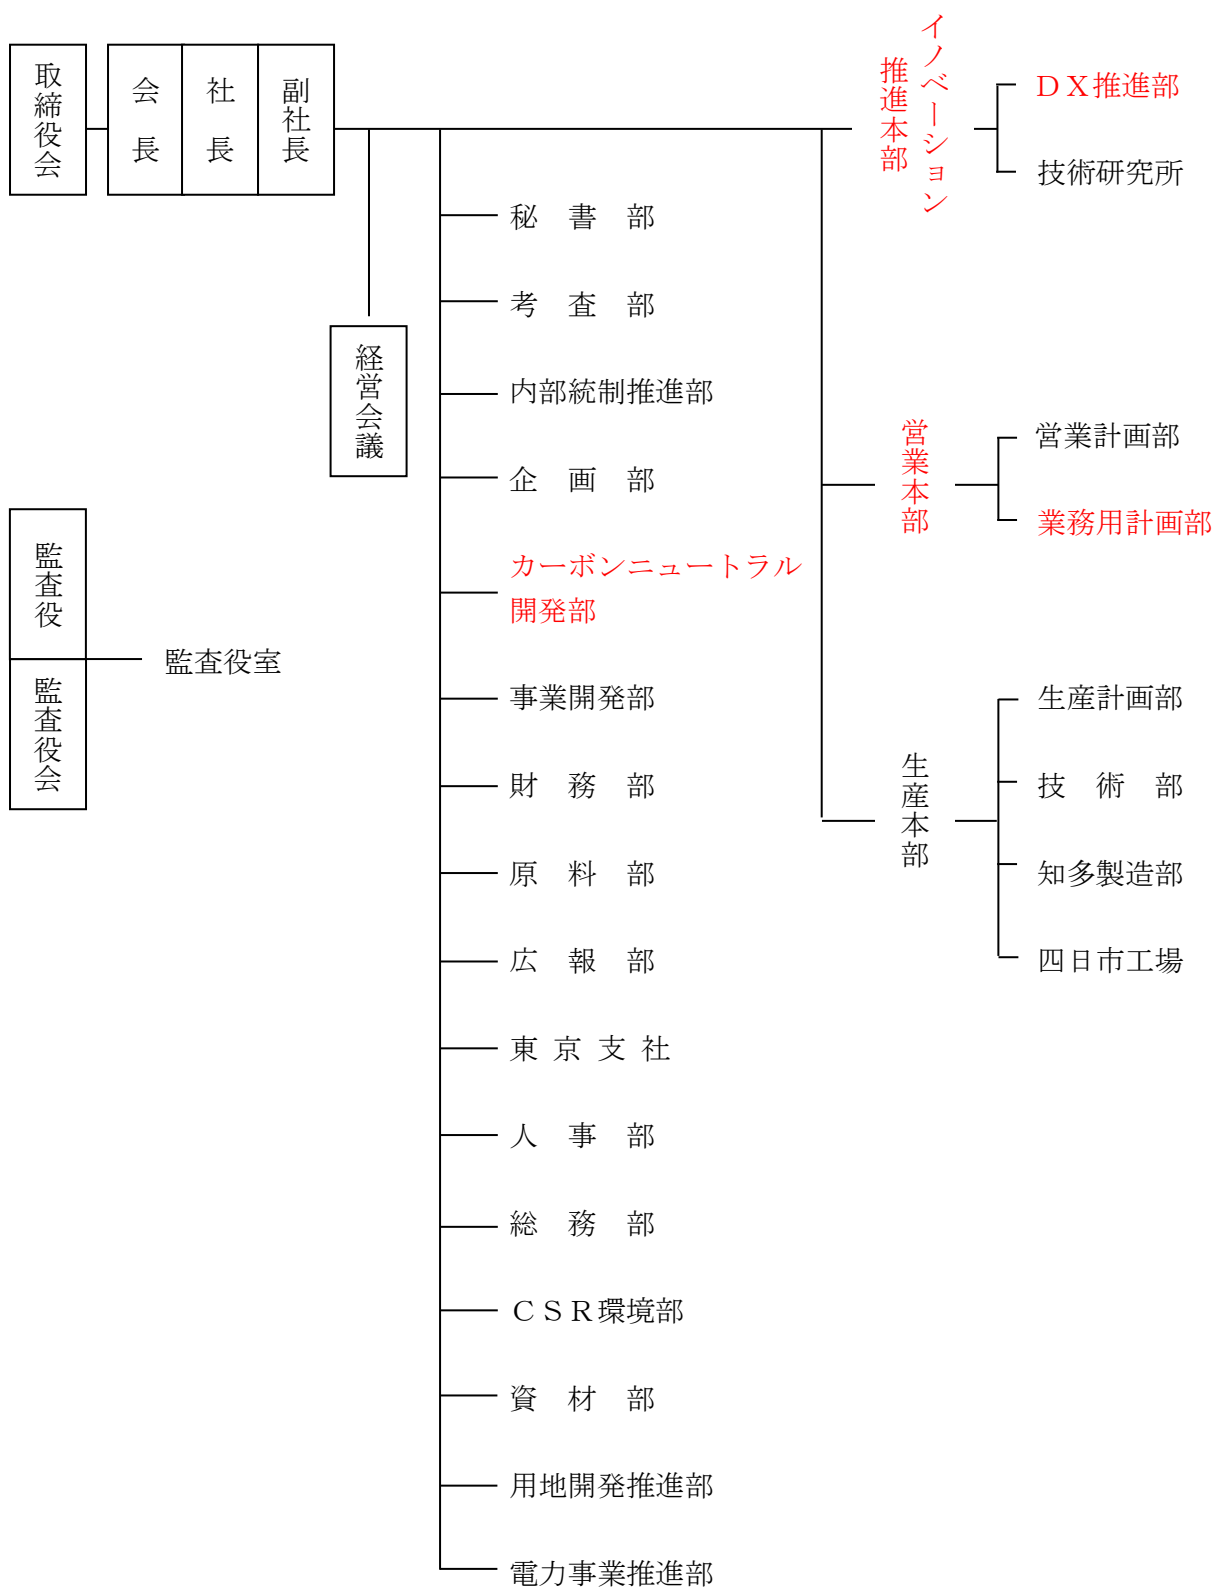 取締役会
会長
社長
副社長
経営会議
監査役
監査役会
監査役室
秘　書　部
考　査　部
内部統制推進部
企　画　部
カーボンニュートラル
開発部
事業開発部
財　務　部
原　料　部
広　報　部
東 京 支 社
人　事　部
総　務　部
ＣＳＲ環境部
資　材　部
用地開発推進部
電力事業推進部
イノベーション
推進本部
ＤＸ推進部
技術研究所
営業本部
営業計画部
業務用計画部
生産本部
生産計画部
技　術　部
知多製造部
四日市工場